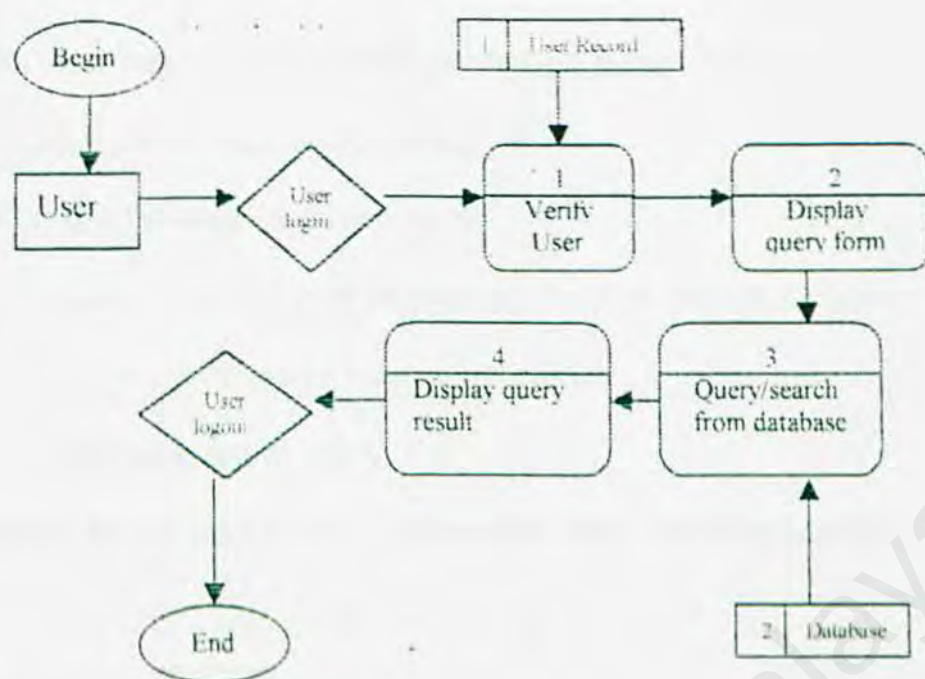 Begin
1 User Record
User
User
login
1
Verify
User
2
Display
query form
3
Query/search
from database
4
Display query
result
User
logout
End
2 Database